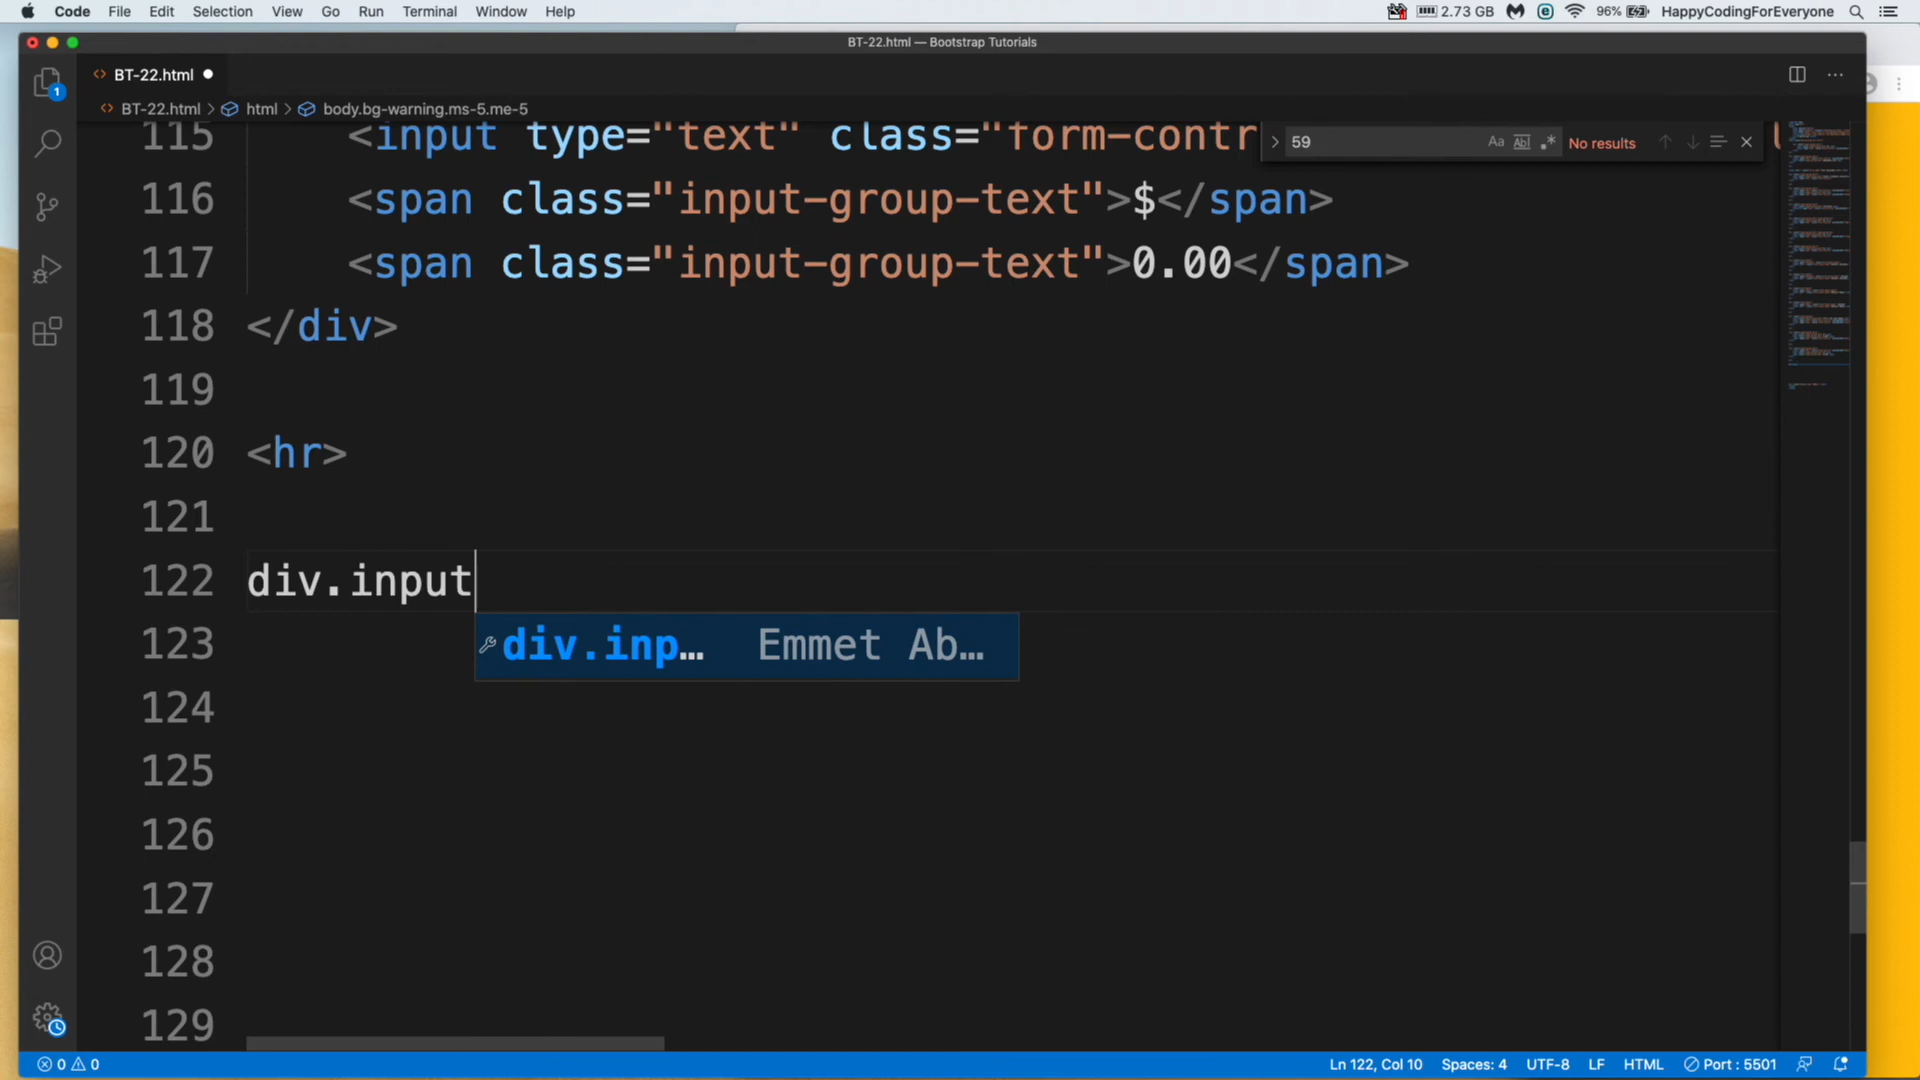 Code File Edit Selection View Go Run Terminal Window Help 2.73 GB 96% HappyCodingForEveryone
BT-22.html — Bootstrap Tutorials
BT-22.html
BT-22.html > html > body.bg-warning.ms-5.me-5
59 Aa Abl .* No results
115 <input type="text" class="form-contr
116 <span class="input-group-text">$</span>
117 <span class="input-group-text">0.00</span>
118 </div>
119
120 <hr>
121
122 div.input
123 div.inp… Emmet Ab…
124
125
126
127
128
129
0 0 Ln 122, Col 10 Spaces: 4 UTF-8 LF HTML Port : 5501